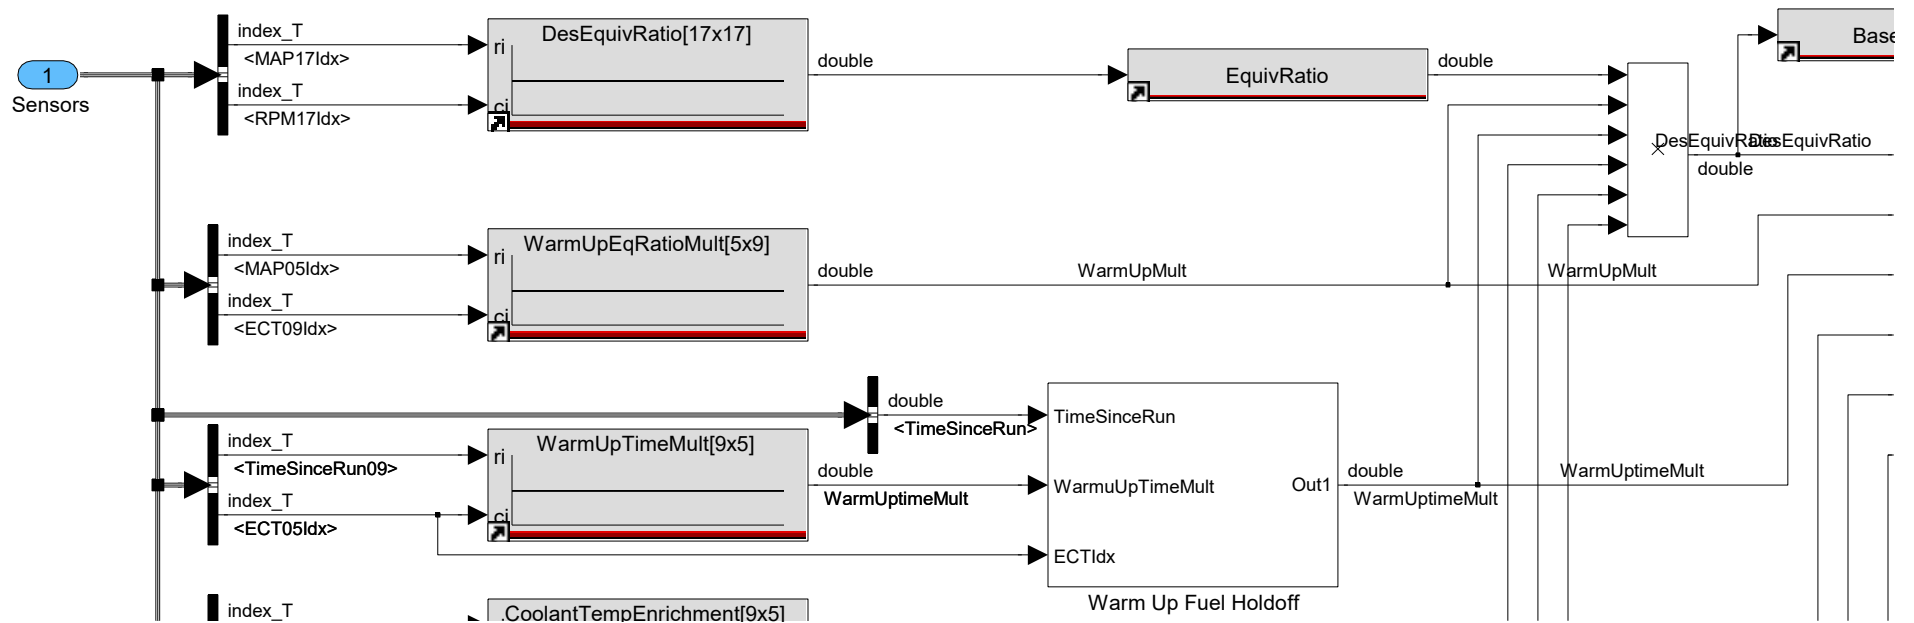 index_T
<MAP17Idx>
index_T
<RPM17Idx>
1
Sensors
DesEquivRatio[17x17]
ri
ci
double
EquivRatio
double
Base
DesEquivRatio
DesEquivRatio
double
index_T
<MAP05Idx>
index_T
<ECT09Idx>
WarmUpEqRatioMult[5x9]
ri
ci
double
WarmUpMult
WarmUpMult
double
<TimeSinceRun>
index_T
<TimeSinceRun09>
index_T
<ECT05Idx>
WarmUpTimeMult[9x5]
ri
ci
double
WarmUptimeMult
TimeSinceRun
WarmuUpTimeMult
ECTIdx
Out1
Warm Up Fuel Holdoff
double
WarmUptimeMult
WarmUptimeMult
index_T
CoolantTempEnrichment[9x5]